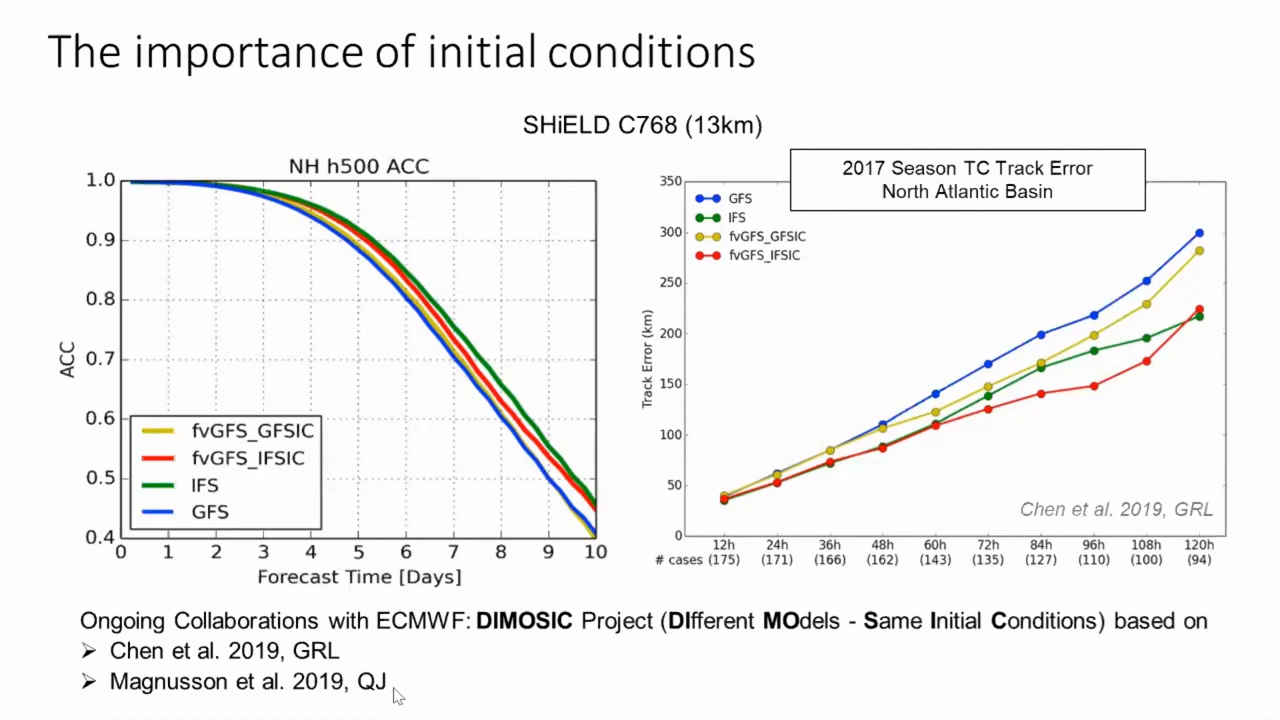 The importance of initial conditions
SHiELD C768 (13km)
NH h500 ACC
1.0
0.9
0.8
0.7
0.6
0.5
0.4
ACC
fvGFS_GFSIC
fvGFS_IFSIC
IFS
GFS
0 1 2 3 4 5 6 7 8 9 10
Forecast Time [Days]
2017 Season TC Track Error
North Atlantic Basin
350
300
250
200
150
100
50
0
Track Error (km)
GFS
IFS
fvGFS_GFSIC
fvGFS_IFSIC
Chen et al. 2019, GRL
12h 24h 36h 48h 60h 72h 84h 96h 108h 120h
# cases (175) (171) (166) (162) (143) (135) (127) (110) (100) (94)
Ongoing Collaborations with ECMWF: DIMOSIC Project (DIfferent MOdels - Same Initial Conditions) based on
➢ Chen et al. 2019, GRL
➢ Magnusson et al. 2019, QJ